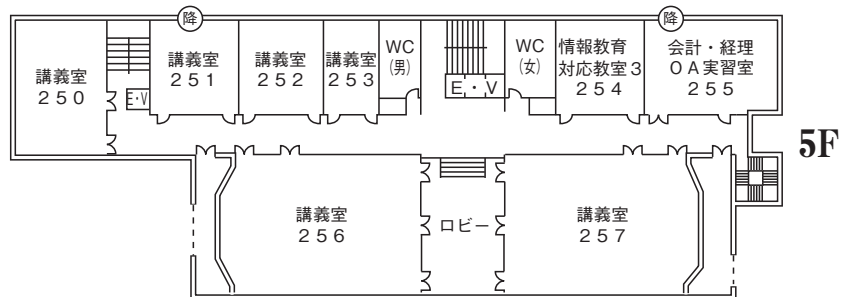 降
降
講義室
２５０
E・V
講義室
２５１
講義室
２５２
講義室
２５３
WC
(男)
E・V
WC
(女)
情報教育
対応教室３
２５４
会計・経理
ＯＡ実習室
２５５
5F
講義室
２５６
ロビー
講義室
２５７